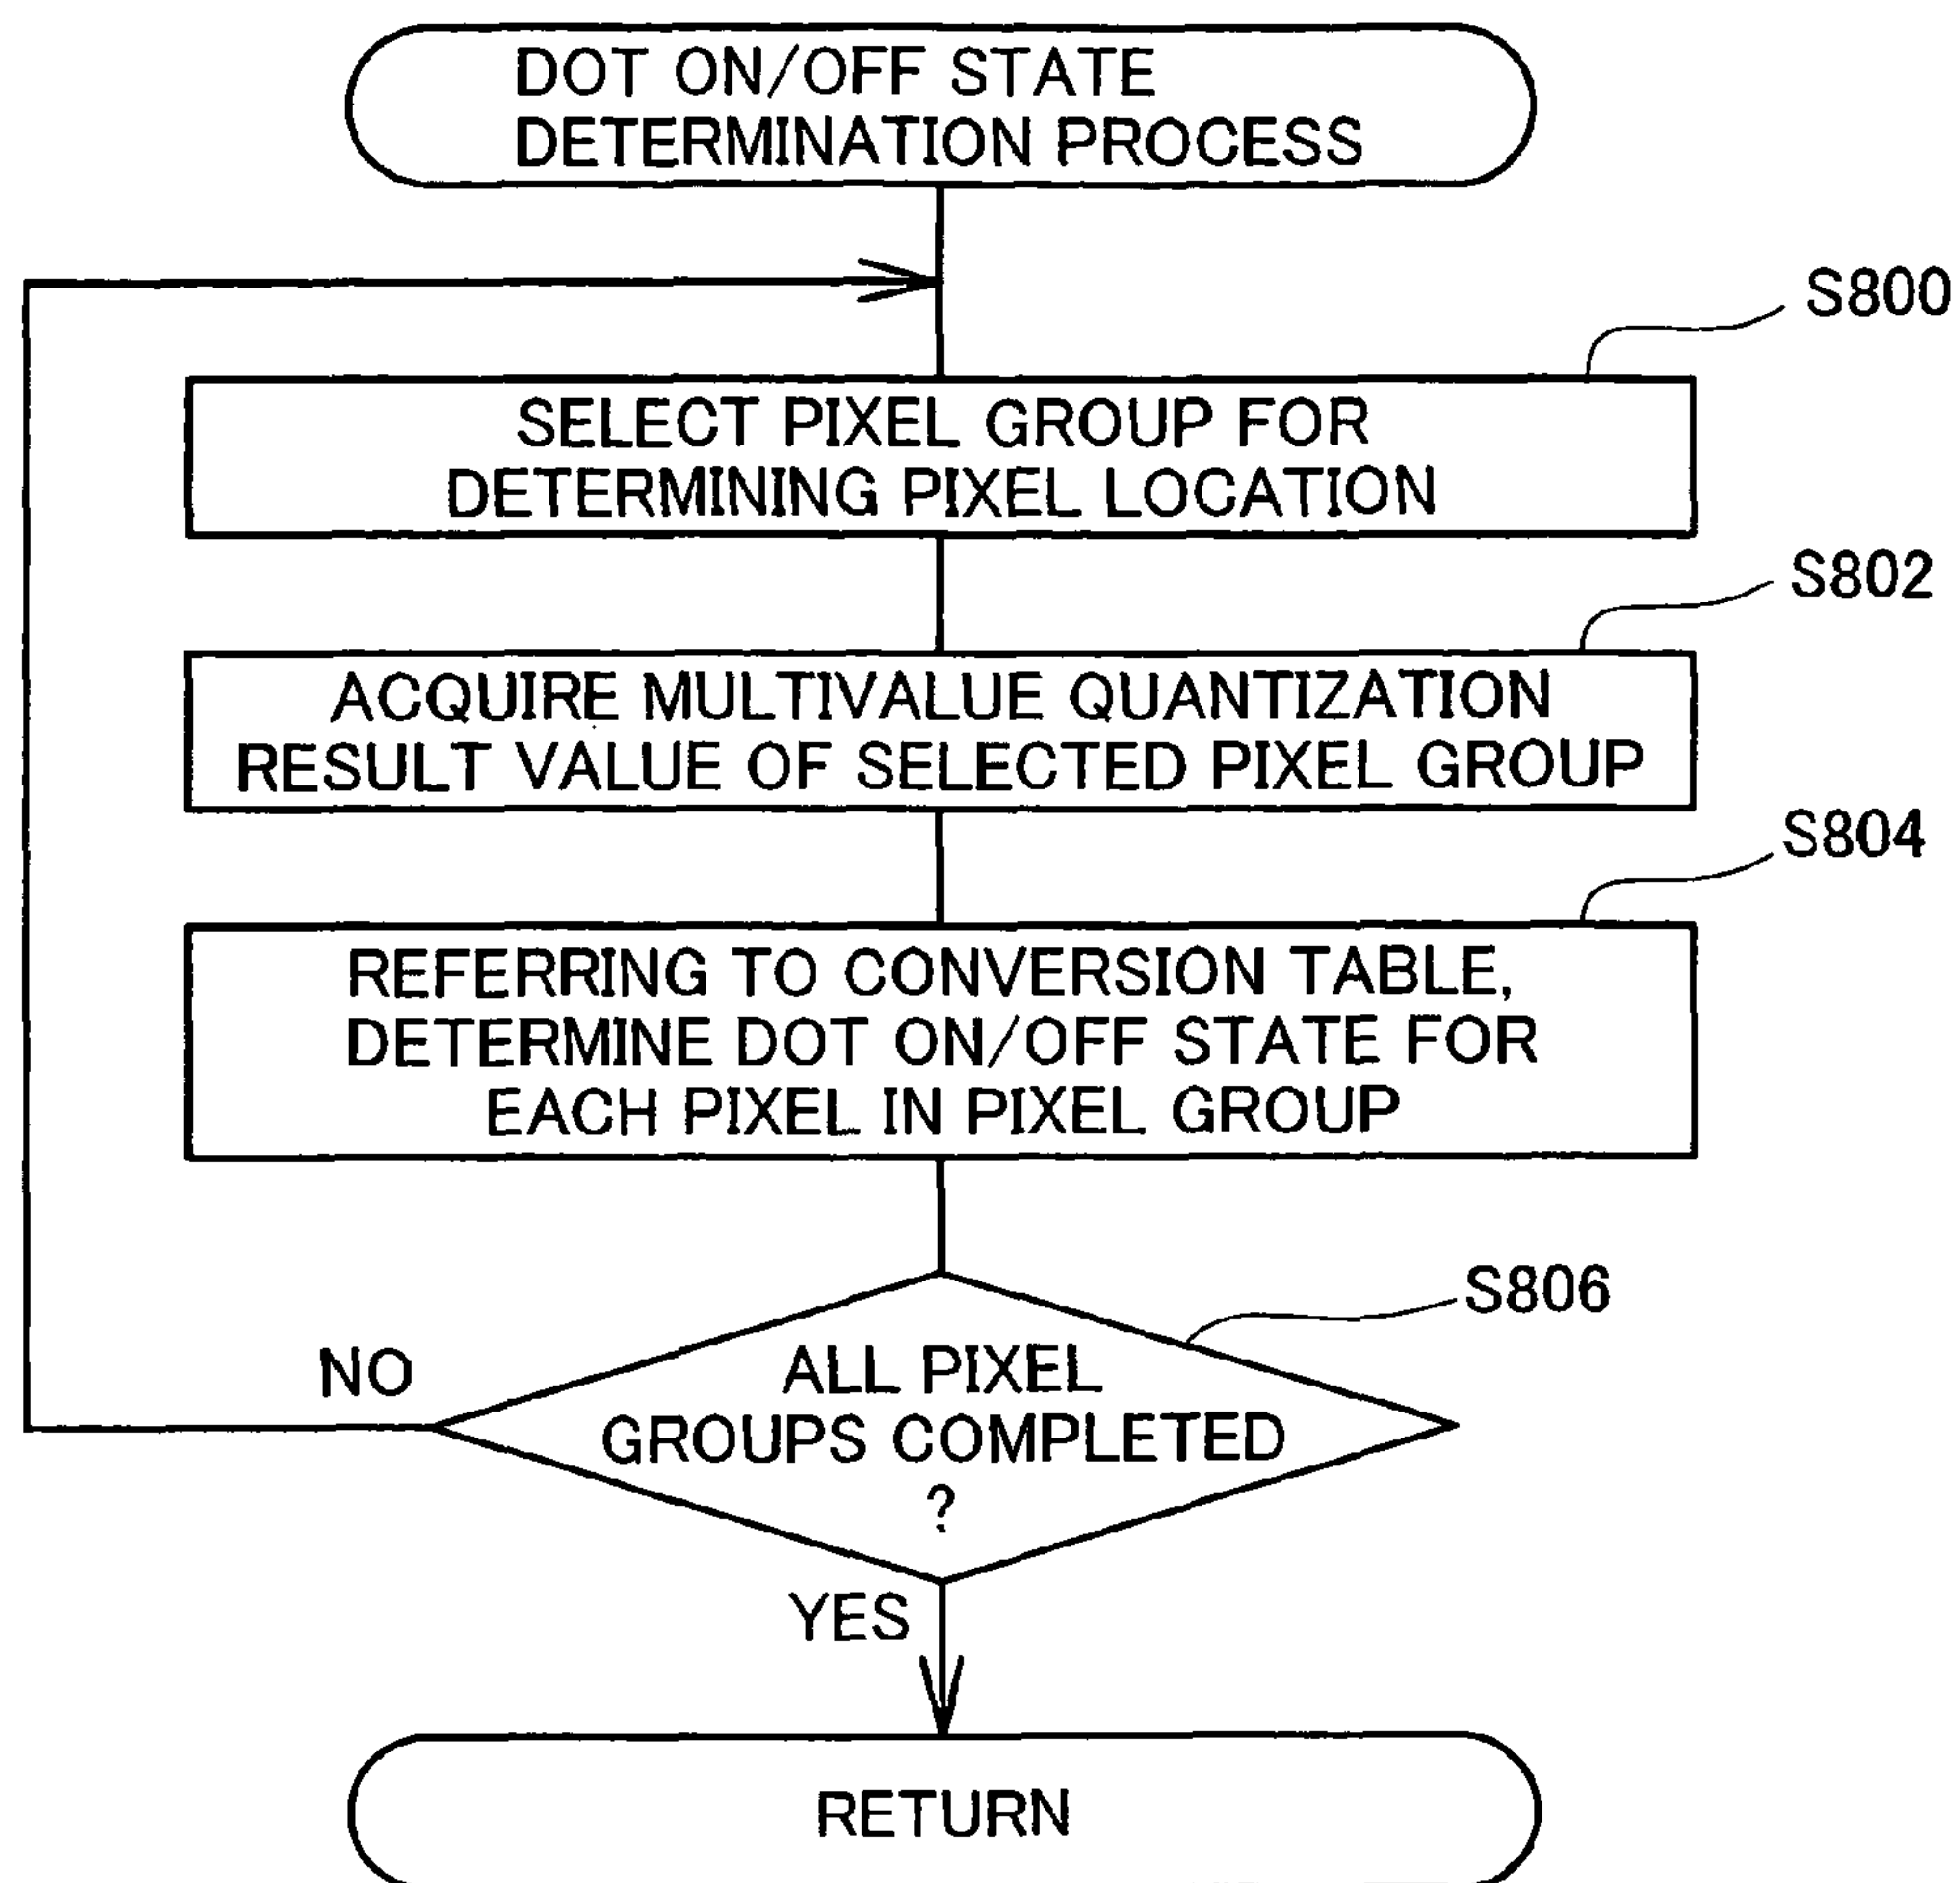 DOT ON/OFF STATE
DETERMINATION PROCESS
S800
SELECT PIXEL GROUP FOR
DETERMINING PIXEL LOCATION
S802
ACQUIRE MULTIVALUE QUANTIZATION
RESULT VALUE OF SELECTED PIXEL GROUP
S804
REFERRING TO CONVERSION TABLE,
DETERMINE DOT ON/OFF STATE FOR
EACH PIXEL IN PIXEL GROUP
S806
NO
ALL PIXEL
GROUPS COMPLETED
?
YES
RETURN